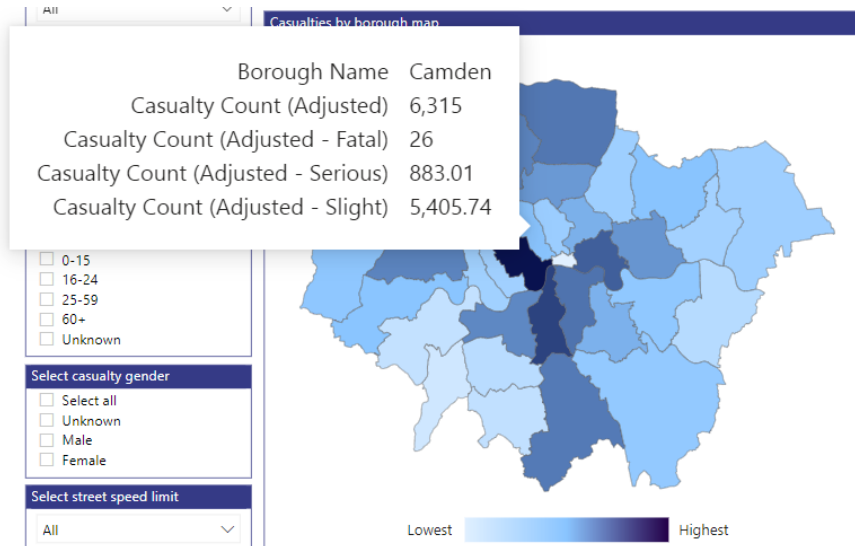 All
Casualties by borough map
Borough Name Camden
Casualty Count (Adjusted) 6,315
Casualty Count (Adjusted - Fatal) 26
Casualty Count (Adjusted - Serious) 883.01
Casualty Count (Adjusted - Slight) 5,405.74
0-15
16-24
25-59
60+
Unknown
Select casualty gender
Select all
Unknown
Male
Female
Select street speed limit
All
Lowest Highest